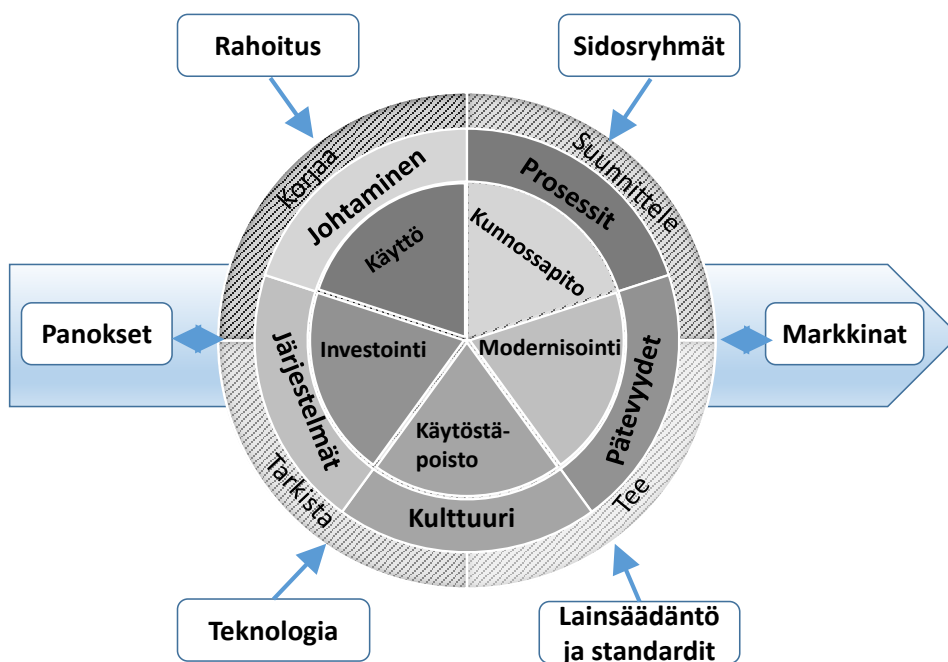 Rahoitus
Sidosryhmät
Korjaa
Suunnittele
Johtaminen
Prosessit
Käyttö
Kunnossapito
Panokset
Markkinat
Investointi
Modernisointi
Järjestelmät
Pätevyydet
Käytöstä-
poisto
Tarkista
Tee
Kulttuuri
Teknologia
Lainsäädäntö
ja standardit